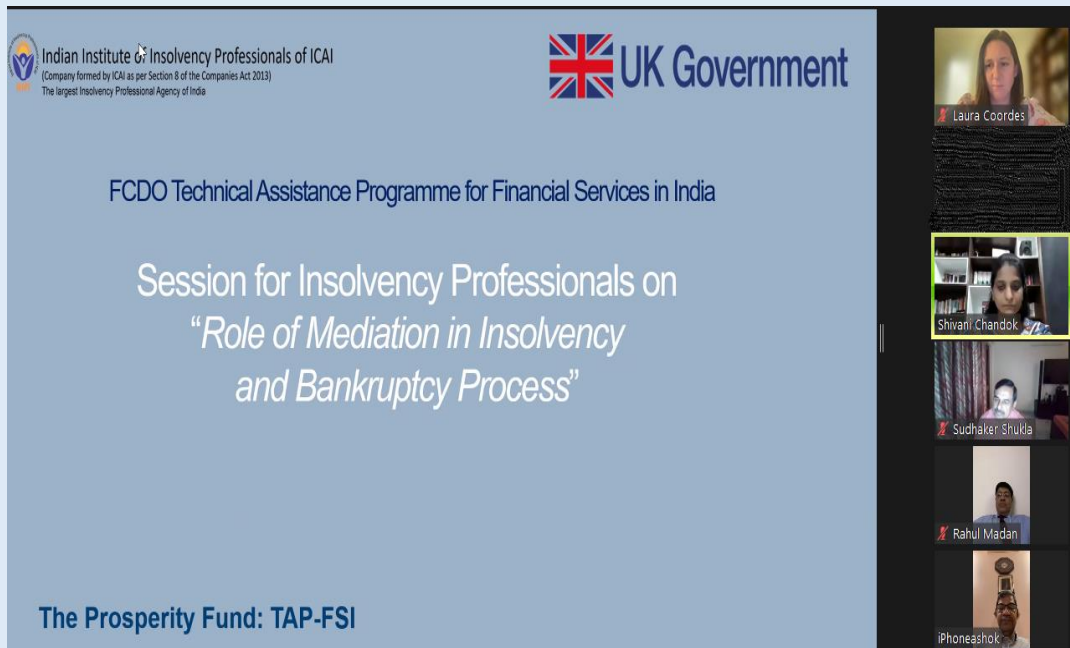 Indian Institute of Insolvency Professionals of ICAI
(Company formed by ICAI as per Section 8 of the Companies Act 2013)
The largest Insolvency Professional Agency of India
UK Government
FCDO Technical Assistance Programme for Financial Services in India
Session for Insolvency Professionals on
“Role of Mediation in Insolvency
and Bankruptcy Process”
The Prosperity Fund: TAP-FSI
Laura Coordes
Shivani Chandok
Sudhaker Shukla
Rahul Madan
iPhoneashok